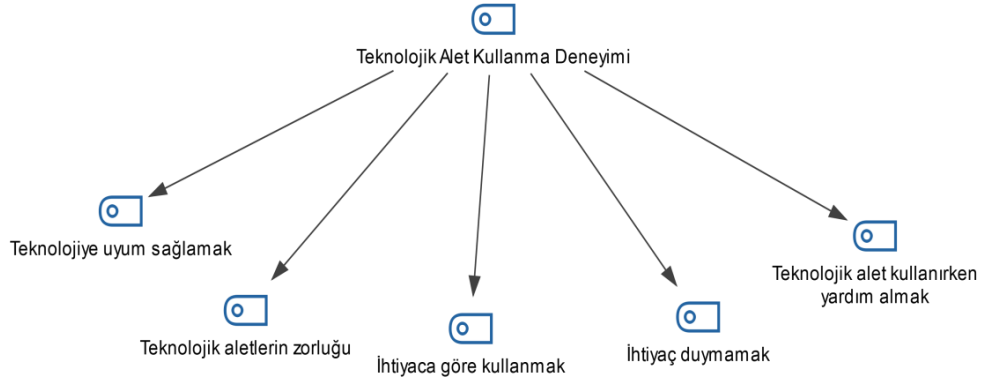 Teknolojik Alet Kullanma Deneyimi
Teknolojiye uyum sağlamak
Teknolojik aletlerin zorluğu
İhtiyaca göre kullanmak
İhtiyaç duymamak
Teknolojik alet kullanırken
yardım almak